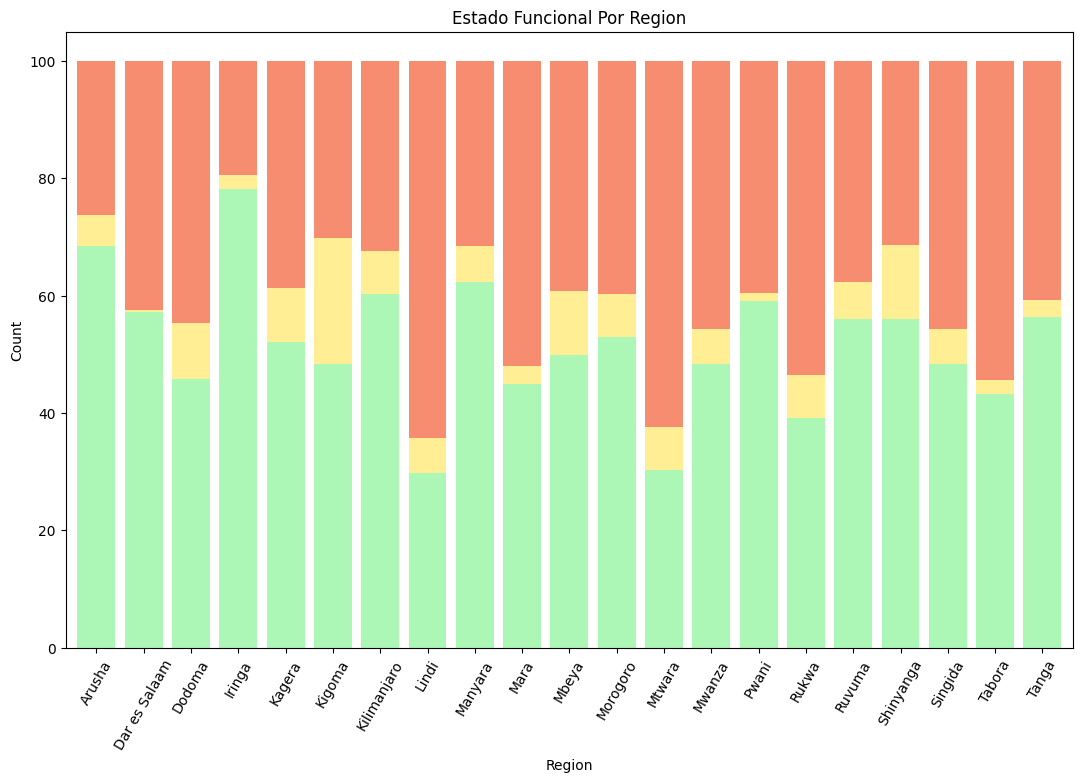 Estado Funcional Por Region
Count
100
80
60
40
20
0
Arusha
Dar es Salaam
Dodoma
Iringa
Kagera
Kigoma
Kilimanjaro
Lindi
Manyara
Mara
Mbeya
Morogoro
Mtwara
Mwanza
Pwani
Rukwa
Ruvuma
Shinyanga
Singida
Tabora
Tanga
Region